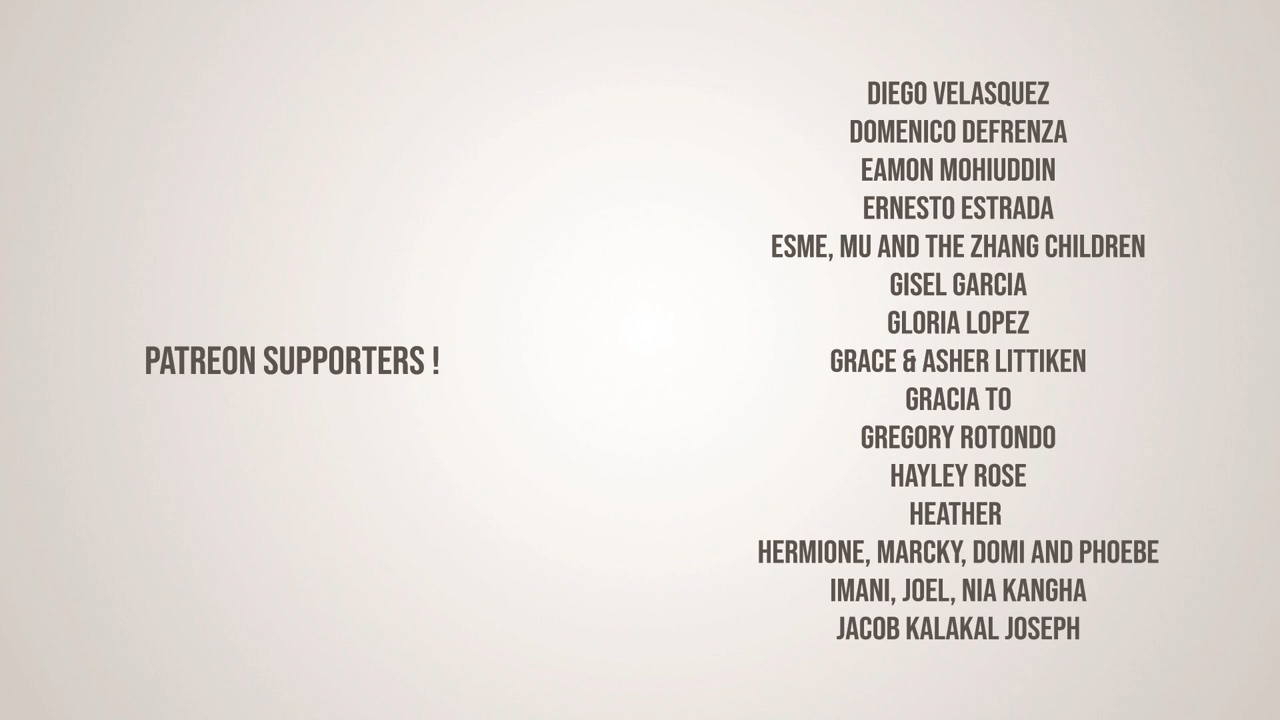 PATREON SUPPORTERS !
DIEGO VELASQUEZ
DOMENICO DEFRENZA
EAMON MOHIUDDIN
ERNESTO ESTRADA
ESME, MU AND THE ZHANG CHILDREN
GISEL GARCIA
GLORIA LOPEZ
GRACE & ASHER LITTIKEN
GRACIA TO
GREGORY ROTONDO
HAYLEY ROSE
HEATHER
HERMIONE, MARCKY, DOMI AND PHOEBE
IMANI, JOEL, NIA KANGHA
JACOB KALAKAL JOSEPH